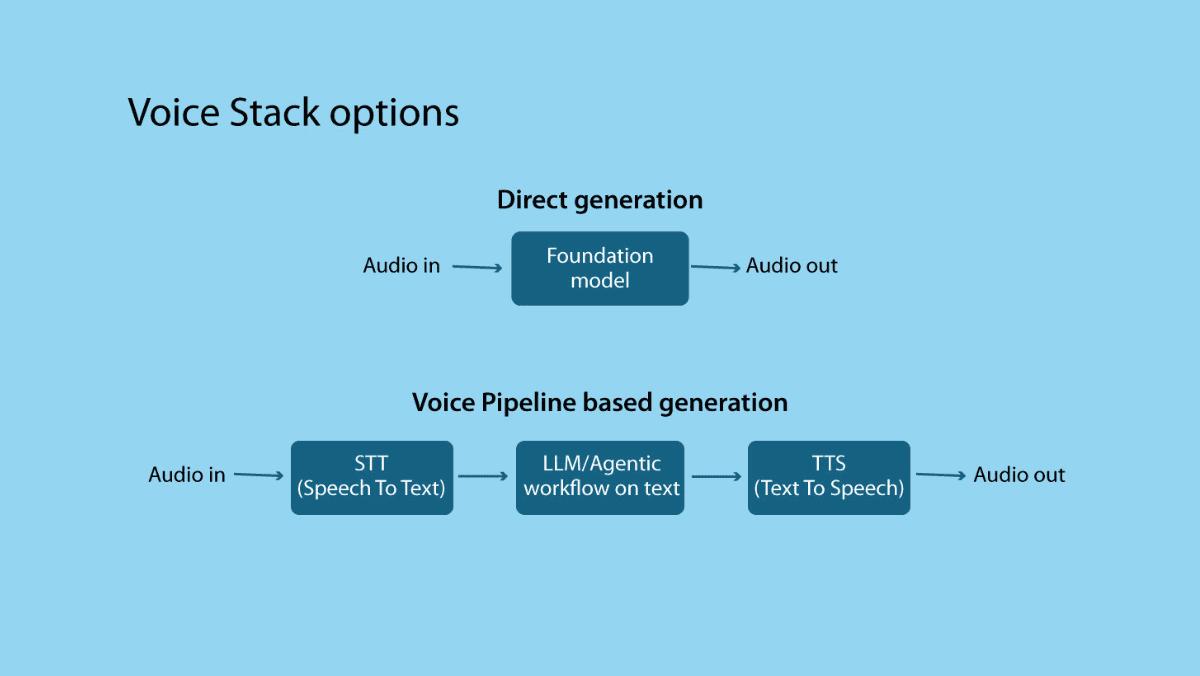 Voice Stack options
Direct generation
Audio in
Foundation
model
Audio out
Voice Pipeline based generation
Audio in
STT
(Speech To Text)
LLM/Agentic
workflow on text
TTS
(Text To Speech)
Audio out